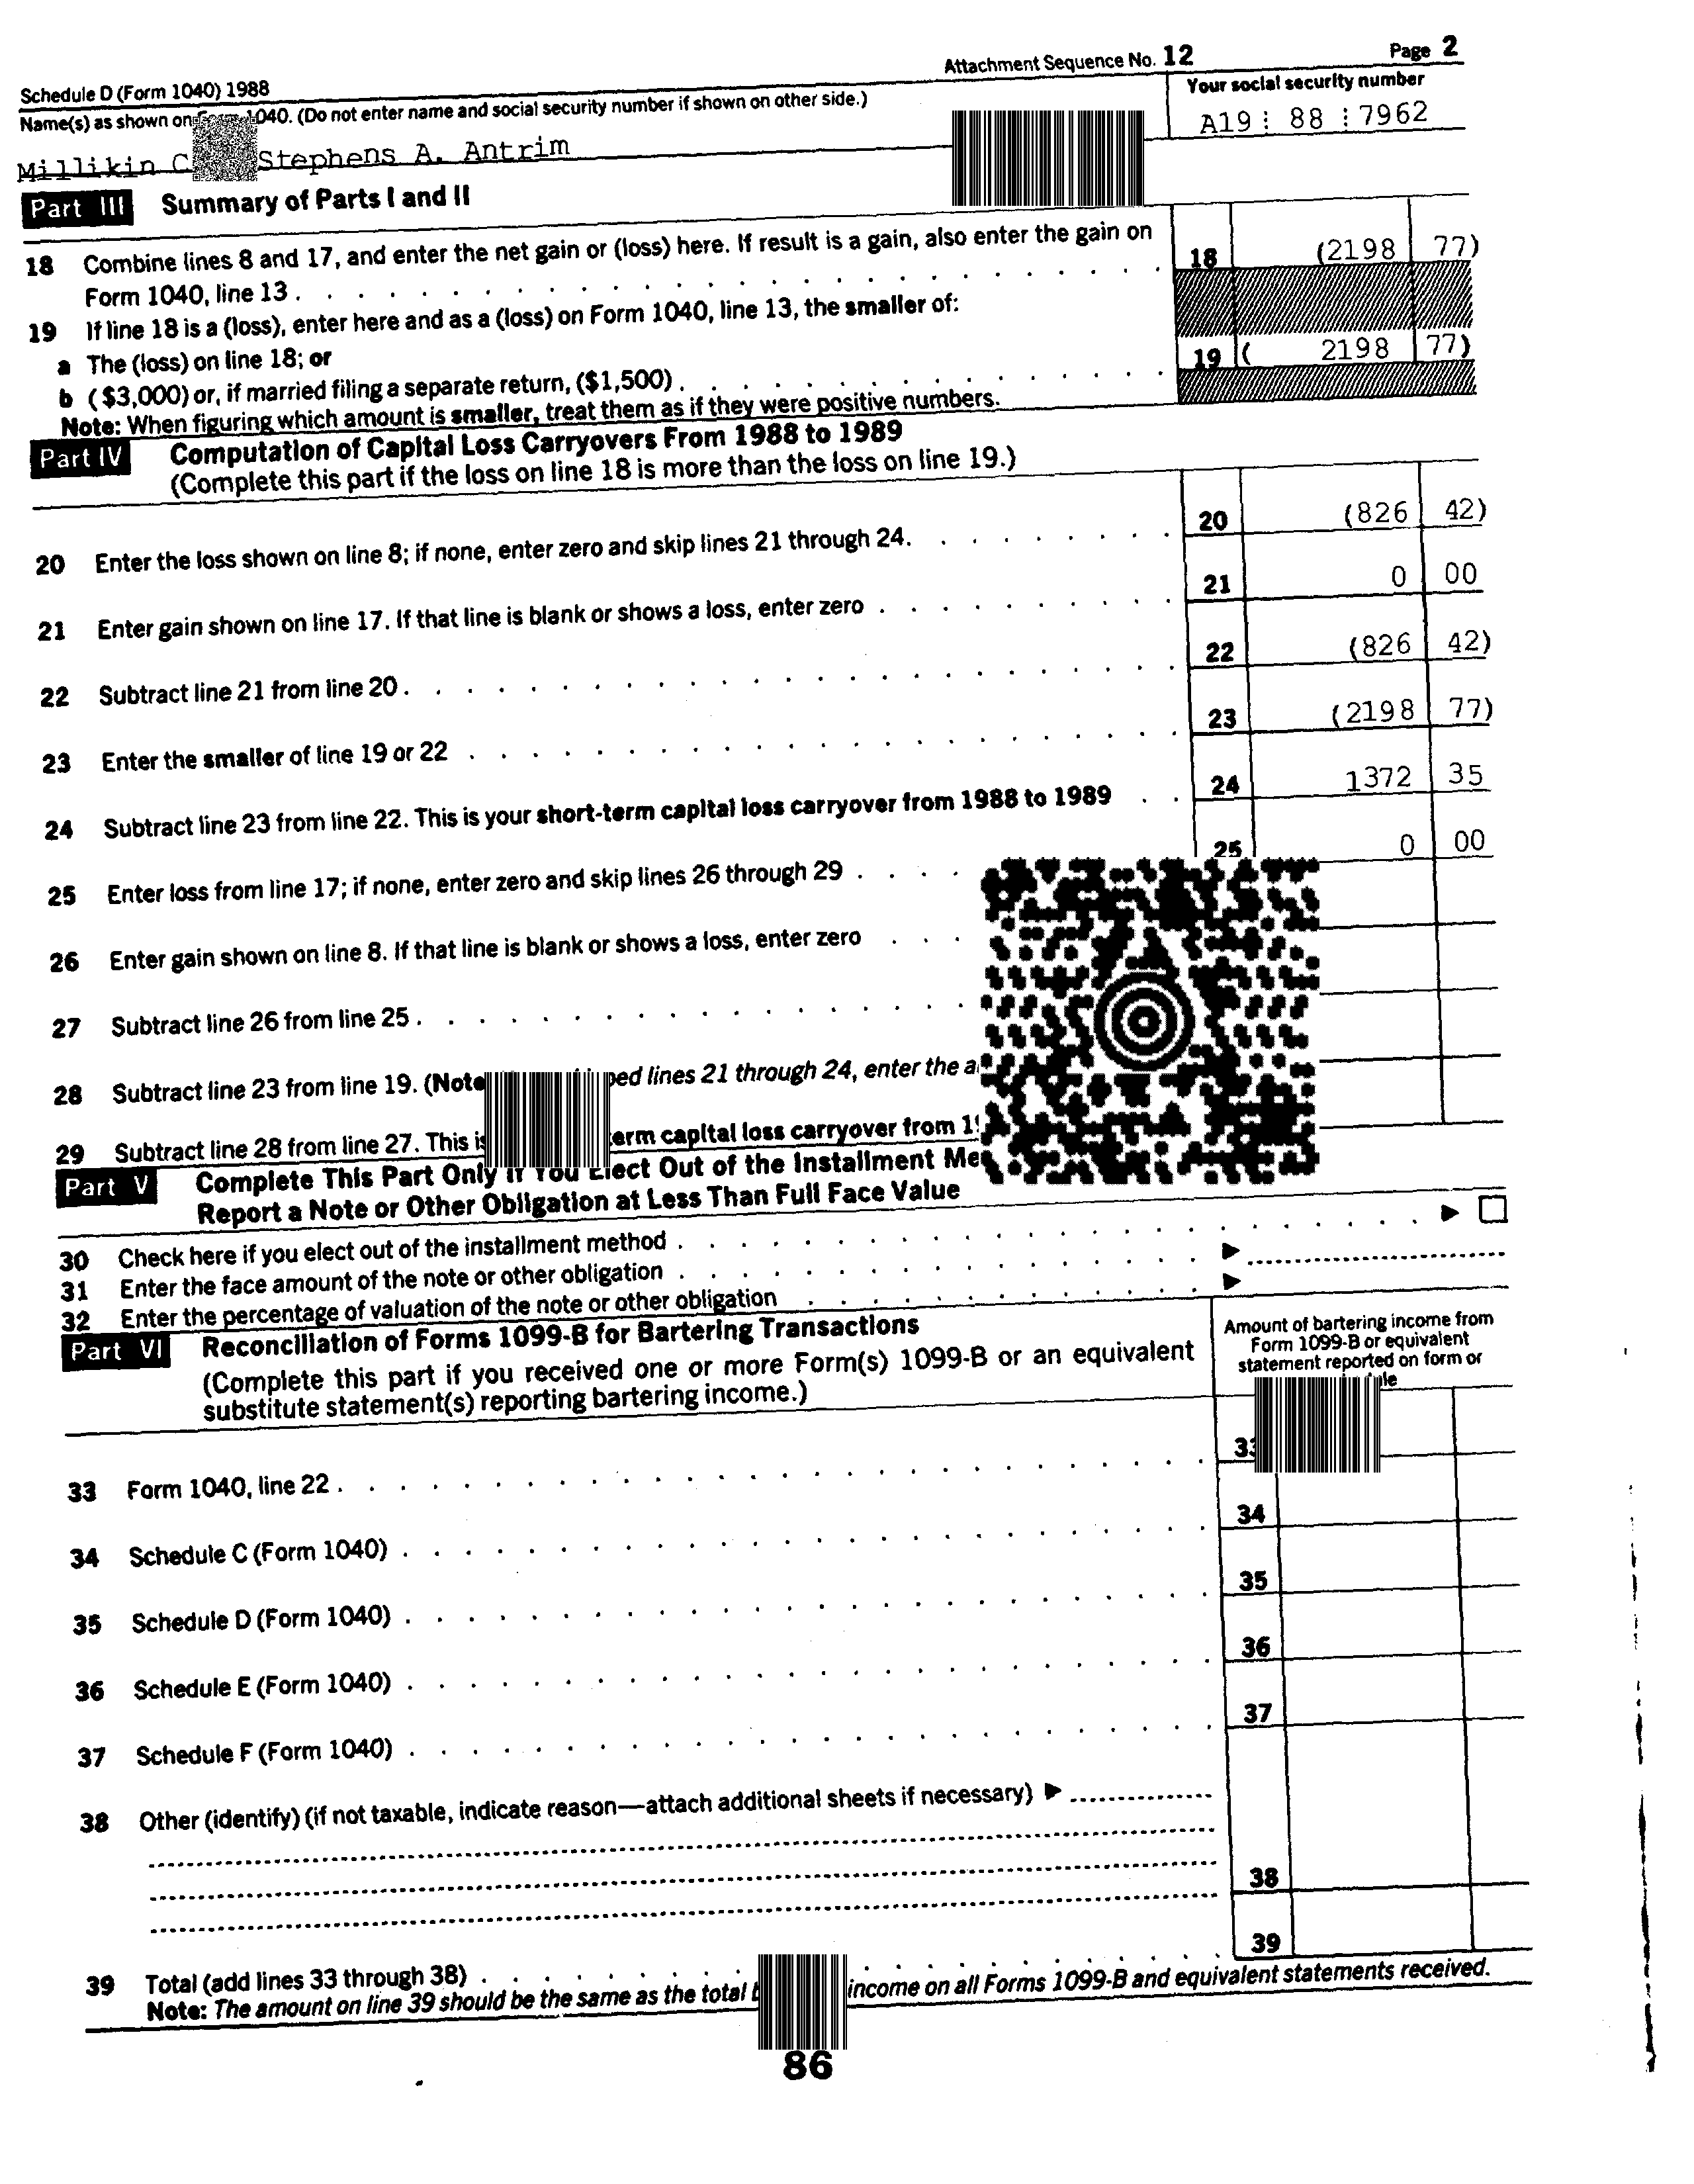 Schedule D (Form 1040) 1988 Attachment Sequence No. 12 Page 2
Name(s) as shown on 1040. (Do not enter name and social security number if shown on other side.) Your social security number
Millikin C Stephens A. Antrim A19 88 7962
Part III Summary of Parts I and II
18 Combine lines 8 and 17, and enter the net gain or (loss) here. If result is a gain, also enter the gain on
Form 1040, line 13 . . . . . . . . . . . . . . . . . . 18 (2198 77)
19 If line 18 is a (loss), enter here and as a (loss) on Form 1040, line 13, the smaller of:
a The (loss) on line 18; or
b ($3,000) or, if married filing a separate return, ($1,500) . . . . . . . . . . 19 ( 2198 77)
Note: When figuring which amount is smaller, treat them as if they were positive numbers.
Part IV Computation of Capital Loss Carryovers From 1988 to 1989
(Complete this part if the loss on line 18 is more than the loss on line 19.)
20 Enter the loss shown on line 8; if none, enter zero and skip lines 21 through 24. . . . . . . . . 20 (826 42)
21 Enter gain shown on line 17. If that line is blank or shows a loss, enter zero . . . . . . . . . . 21 0 00
22 Subtract line 21 from line 20 . . . . . . . . . . . . . . . . . 22 (826 42)
23 Enter the smaller of line 19 or 22 . . . . . . . . . . . . . . . . 23 (2198 77)
24 Subtract line 23 from line 22. This is your short-term capital loss carryover from 1988 to 1989 . . 24 1372 35
25 Enter loss from line 17; if none, enter zero and skip lines 26 through 29 . . . . 25 0 00
26 Enter gain shown on line 8. If that line is blank or shows a loss, enter zero . . .
27 Subtract line 26 from line 25 . . . . . . . . . . . . .
28 Subtract line 23 from line 19. (Note lines 21 through 24, enter the
29 Subtract line 28 from line 27. This capital loss carryover from
Part V Complete This Part Only If You Elect Out of the Installment
Report a Note or Other Obligation at Less Than Full Face Value
30 Check here if you elect out of the installment method . . . . . . . . . . . . . . . . ▶ ☐
31 Enter the face amount of the note or other obligation . . . . . . . . . . . . ▶
32 Enter the percentage of valuation of the note or other obligation . . . . . . . . . ▶
Part VI Reconciliation of Forms 1099-B for Bartering Transactions
(Complete this part if you received one or more Form(s) 1099-B or an equivalent
substitute statement(s) reporting bartering income.)
Amount of bartering income from
Form 1099-B or equivalent
statement reported on form or
33 Form 1040, line 22 . . . . . . . . . . . . . . . . . . .
34 Schedule C (Form 1040) . . . . . . . . . . . . . . . . . 34
35 Schedule D (Form 1040) . . . . . . . . . . . . . . . . . 35
36 Schedule E (Form 1040) . . . . . . . . . . . . . . . . . 36
37 Schedule F (Form 1040) . . . . . . . . . . . . . . . . . 37
38 Other (identify) (if not taxable, indicate reason—attach additional sheets if necessary) ▶
38
39 Total (add lines 33 through 38) . . . . . . . . . . . . . . 39
Note: The amount on line 39 should be the same as the total income on all Forms 1099-B and equivalent statements received.
86